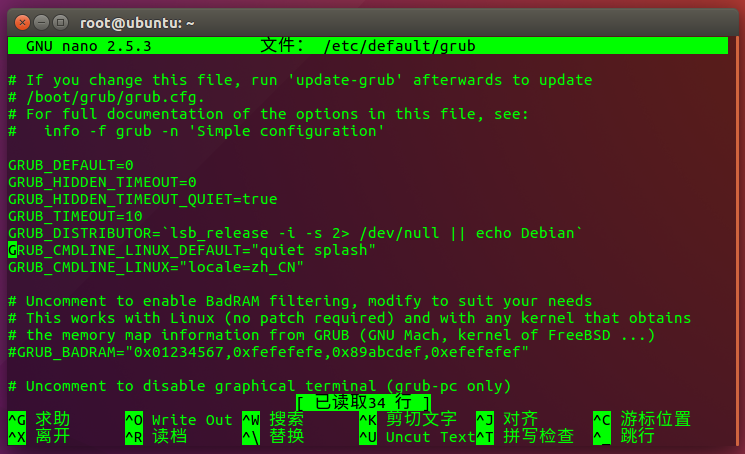 root@ubuntu: ~
GNU nano 2.5.3 文件： /etc/default/grub
# If you change this file, run 'update-grub' afterwards to update
# /boot/grub/grub.cfg.
# For full documentation of the options in this file, see:
#   info -f grub -n 'Simple configuration'
GRUB_DEFAULT=0
GRUB_HIDDEN_TIMEOUT=0
GRUB_HIDDEN_TIMEOUT_QUIET=true
GRUB_TIMEOUT=10
GRUB_DISTRIBUTOR=`lsb_release -i -s 2> /dev/null || echo Debian`
GRUB_CMDLINE_LINUX_DEFAULT="quiet splash"
GRUB_CMDLINE_LINUX="locale=zh_CN"
# Uncomment to enable BadRAM filtering, modify to suit your needs
# This works with Linux (no patch required) and with any kernel that obtains
# the memory map information from GRUB (GNU Mach, kernel of FreeBSD ...)
#GRUB_BADRAM="0x01234567,0xfefefefe,0x89abcdef,0xefefefef"
# Uncomment to disable graphical terminal (grub-pc only)
[ 已读取34 行 ]
^G 求助 ^O Write Out ^W 搜索 ^K 剪切文字 ^J 对齐 ^C 游标位置
^X 离开 ^R 读档 ^\ 替换 ^U Uncut Text ^T 拼写检查 ^_ 跳行